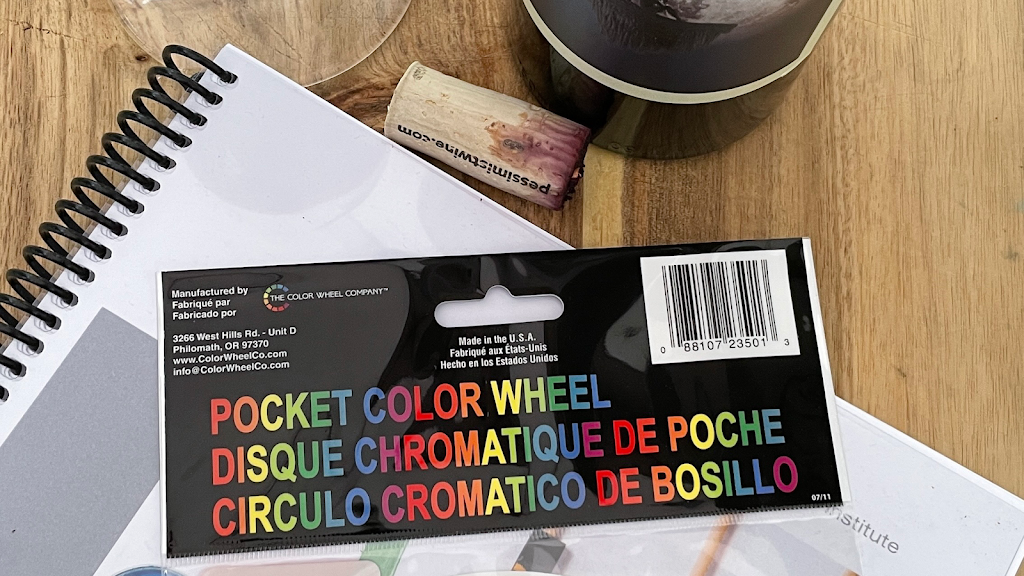 pessimistwine.com
Manufactured by
Fabriqué par
Fabricado por
THE COLOR WHEEL COMPANY™
3266 West Hills Rd. - Unit D
Philomath, OR 97370
www.ColorWheelCo.com
info@ColorWheelCo.com
Made in the U.S.A.
Fabriqué aux États-Unis
Hecho en los Estados Unidos
0 88107 23501 3
POCKET COLOR WHEEL
DISQUE CHROMATIQUE DE POCHE
CIRCULO CROMATICO DE BOSILLO
07/11
institute